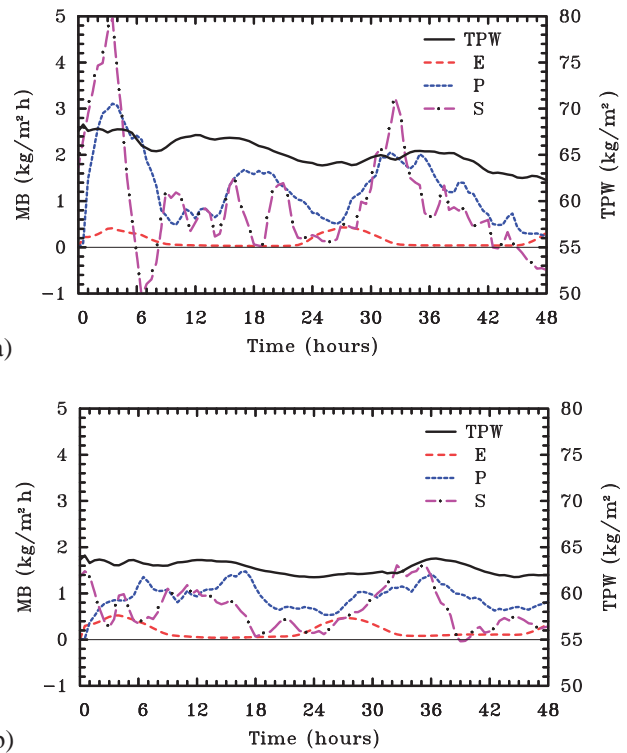 5
4
3
2
1
0
−1
MB (kg/m² h)
TPW
E
P
S
80
75
70
65
60
55
50
TPW (kg/m²)
0 6 12 18 24 30 36 42 48
Time (hours)
a)
5
4
3
2
1
0
−1
MB (kg/m² h)
TPW
E
P
S
80
75
70
65
60
55
50
TPW (kg/m²)
0 6 12 18 24 30 36 42 48
Time (hours)
b)